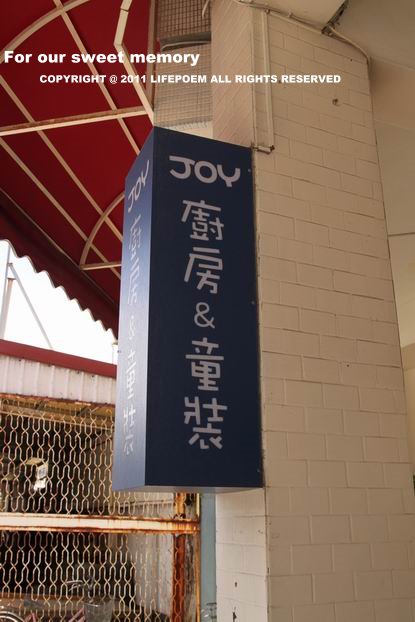 For our sweet memory
COPYRIGHT @ 2011 LIFEPOEM ALL RIGHTS RESERVED
JOY
廚房&童裝
JOY
廚房&童裝